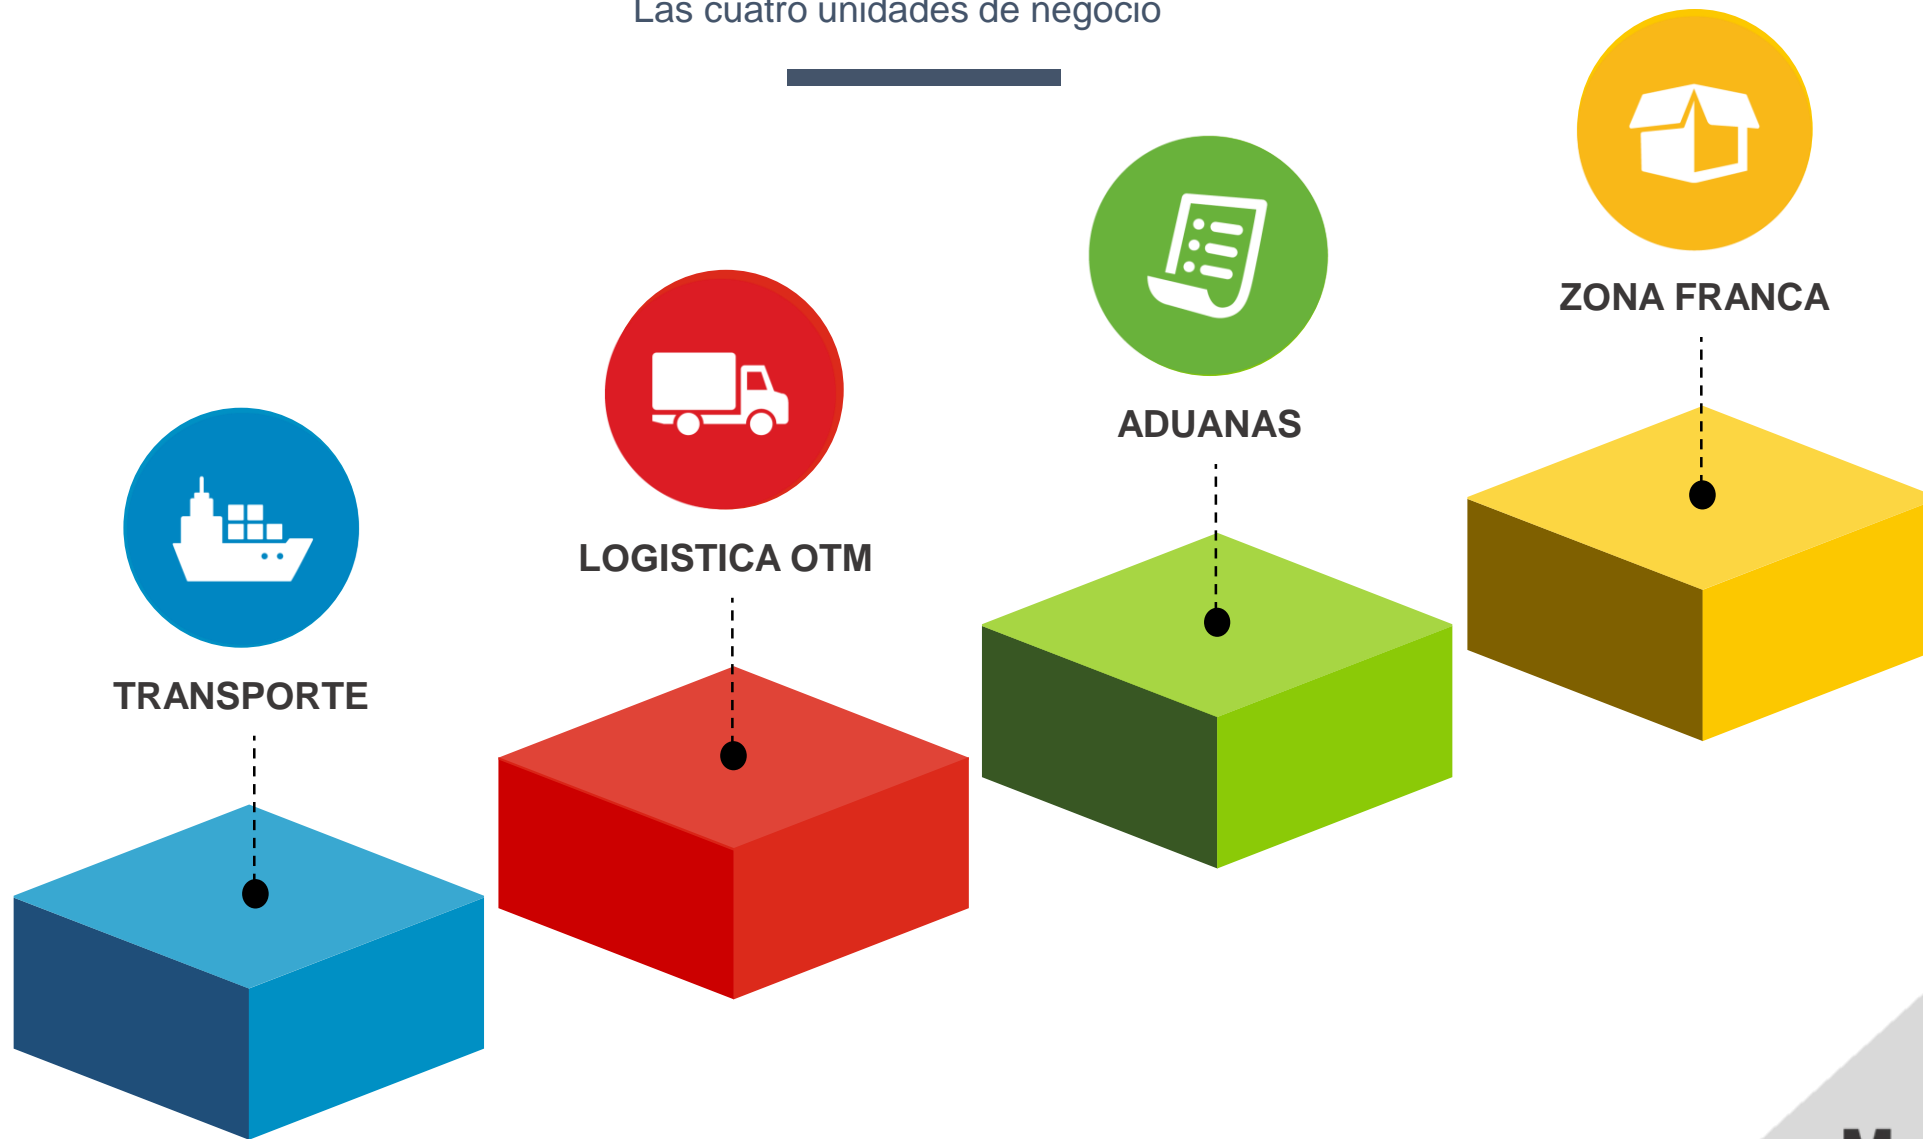 Las cuatro unidades de negocio
ZONA FRANCA
ADUANAS
LOGISTICA OTM
TRANSPORTE